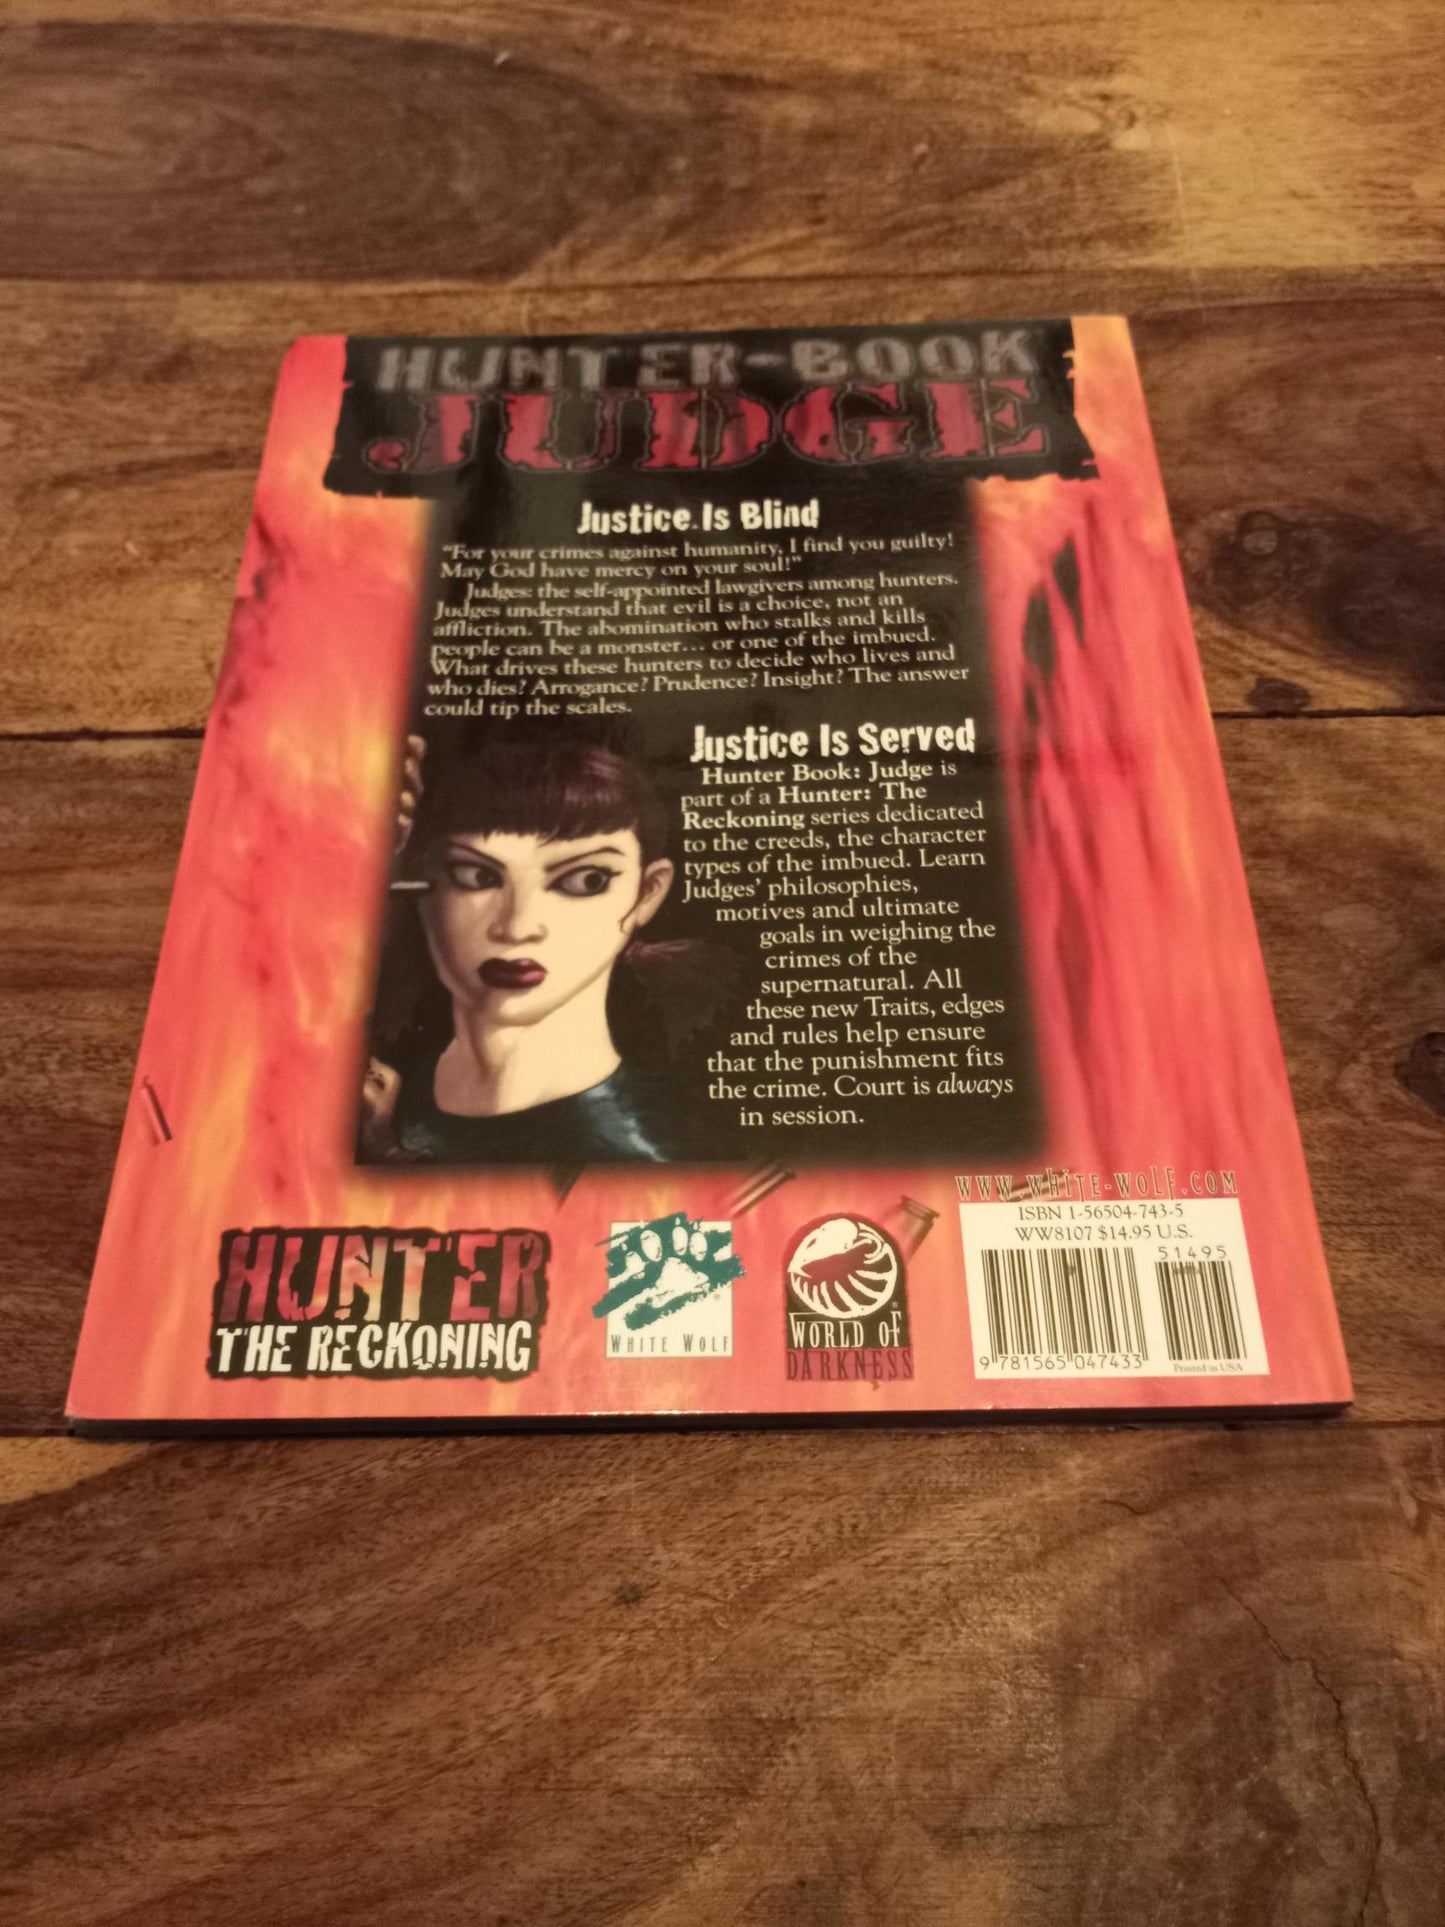 HUNTER-BOOK
JUDGE
Justice Is Blind
"For your crimes against humanity, I find you guilty!
May God have mercy on your soul!"
Judges: the self-appointed lawgivers among hunters.
Judges understand that evil is a choice, not an
affliction. The abomination who stalks and kills
people can be a monster... or one of the imbued.
What drives these hunters to decide who lives and
who dies? Arrogance? Prudence? Insight? The answer
could tip the scales.
Justice Is Served
Hunter Book: Judge is
part of a Hunter: The
Reckoning series dedicated
to the creeds, the character
types of the imbued. Learn
Judges' philosophies,
motives and ultimate
goals in weighing the
crimes of the
supernatural. All
these new Traits, edges
and rules help ensure
that the punishment fits
the crime. Court is always
in session.
WWW.WHITE-WOLF.COM
ISBN 1-56504-743-5
WW8107 $14.95 U.S.
51495
9 781565 047433
Printed in USA
HUNTER
THE RECKONING
WHITE WOLF
®
WORLD OF
DARKNESS
®